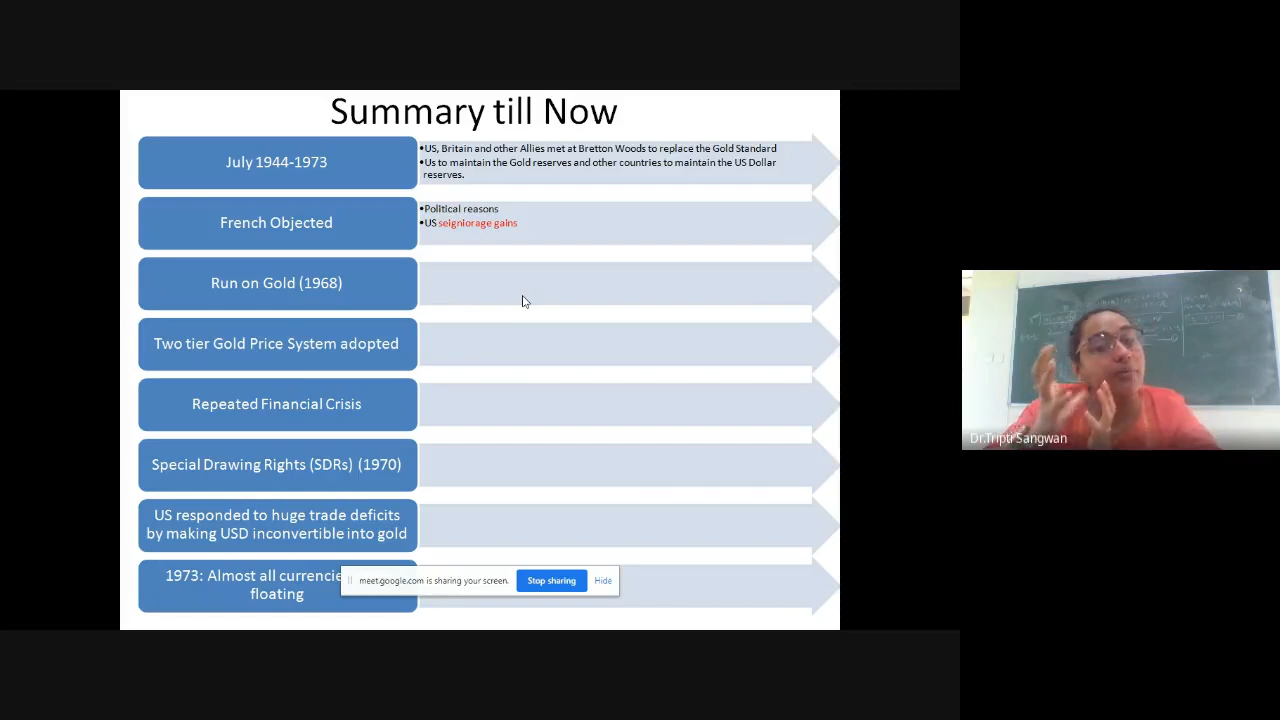 Summary till Now
July 1944-1973
•US, Britain and other Allies met at Bretton Woods to replace the Gold Standard
•Us to maintain the Gold reserves and other countries to maintain the US Dollar
reserves.
French Objected
•Political reasons
•US seigniorage gains
Run on Gold (1968)
Two tier Gold Price System adopted
Repeated Financial Crisis
Special Drawing Rights (SDRs) (1970)
US responded to huge trade deficits
by making USD inconvertible into gold
1973: Almost all
floating
meet.google.com is sharing your screen.
Stop sharing
Hide
Dr.Tripti Sangwan